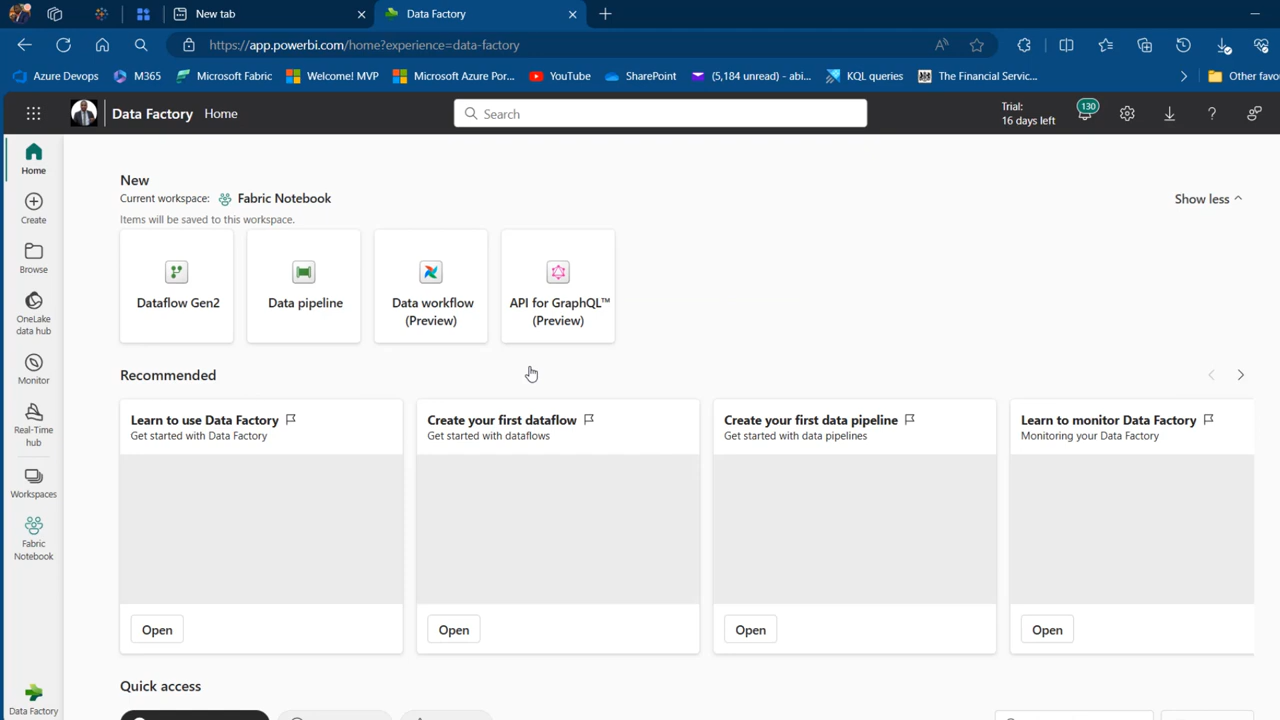 New tab
Data Factory
https://app.powerbi.com/home?experience=data-factory
Azure Devops
M365
Microsoft Fabric
Welcome! MVP
Microsoft Azure Por...
YouTube
SharePoint
(5,184 unread) - abi...
KQL queries
The Financial Servic...
Other favo
Data Factory Home
Search
Trial:
16 days left
130
Home
Create
Browse
OneLake
data hub
Monitor
Real-Time
hub
Workspaces
Fabric
Notebook
Data Factory
New
Current workspace: Fabric Notebook
Items will be saved to this workspace.
Show less
Dataflow Gen2
Data pipeline
Data workflow
(Preview)
API for GraphQL™
(Preview)
Recommended
Learn to use Data Factory
Get started with Data Factory
Open
Create your first dataflow
Get started with dataflows
Open
Create your first data pipeline
Get started with data pipelines
Open
Learn to monitor Data Factory
Monitoring your Data Factory
Open
Quick access